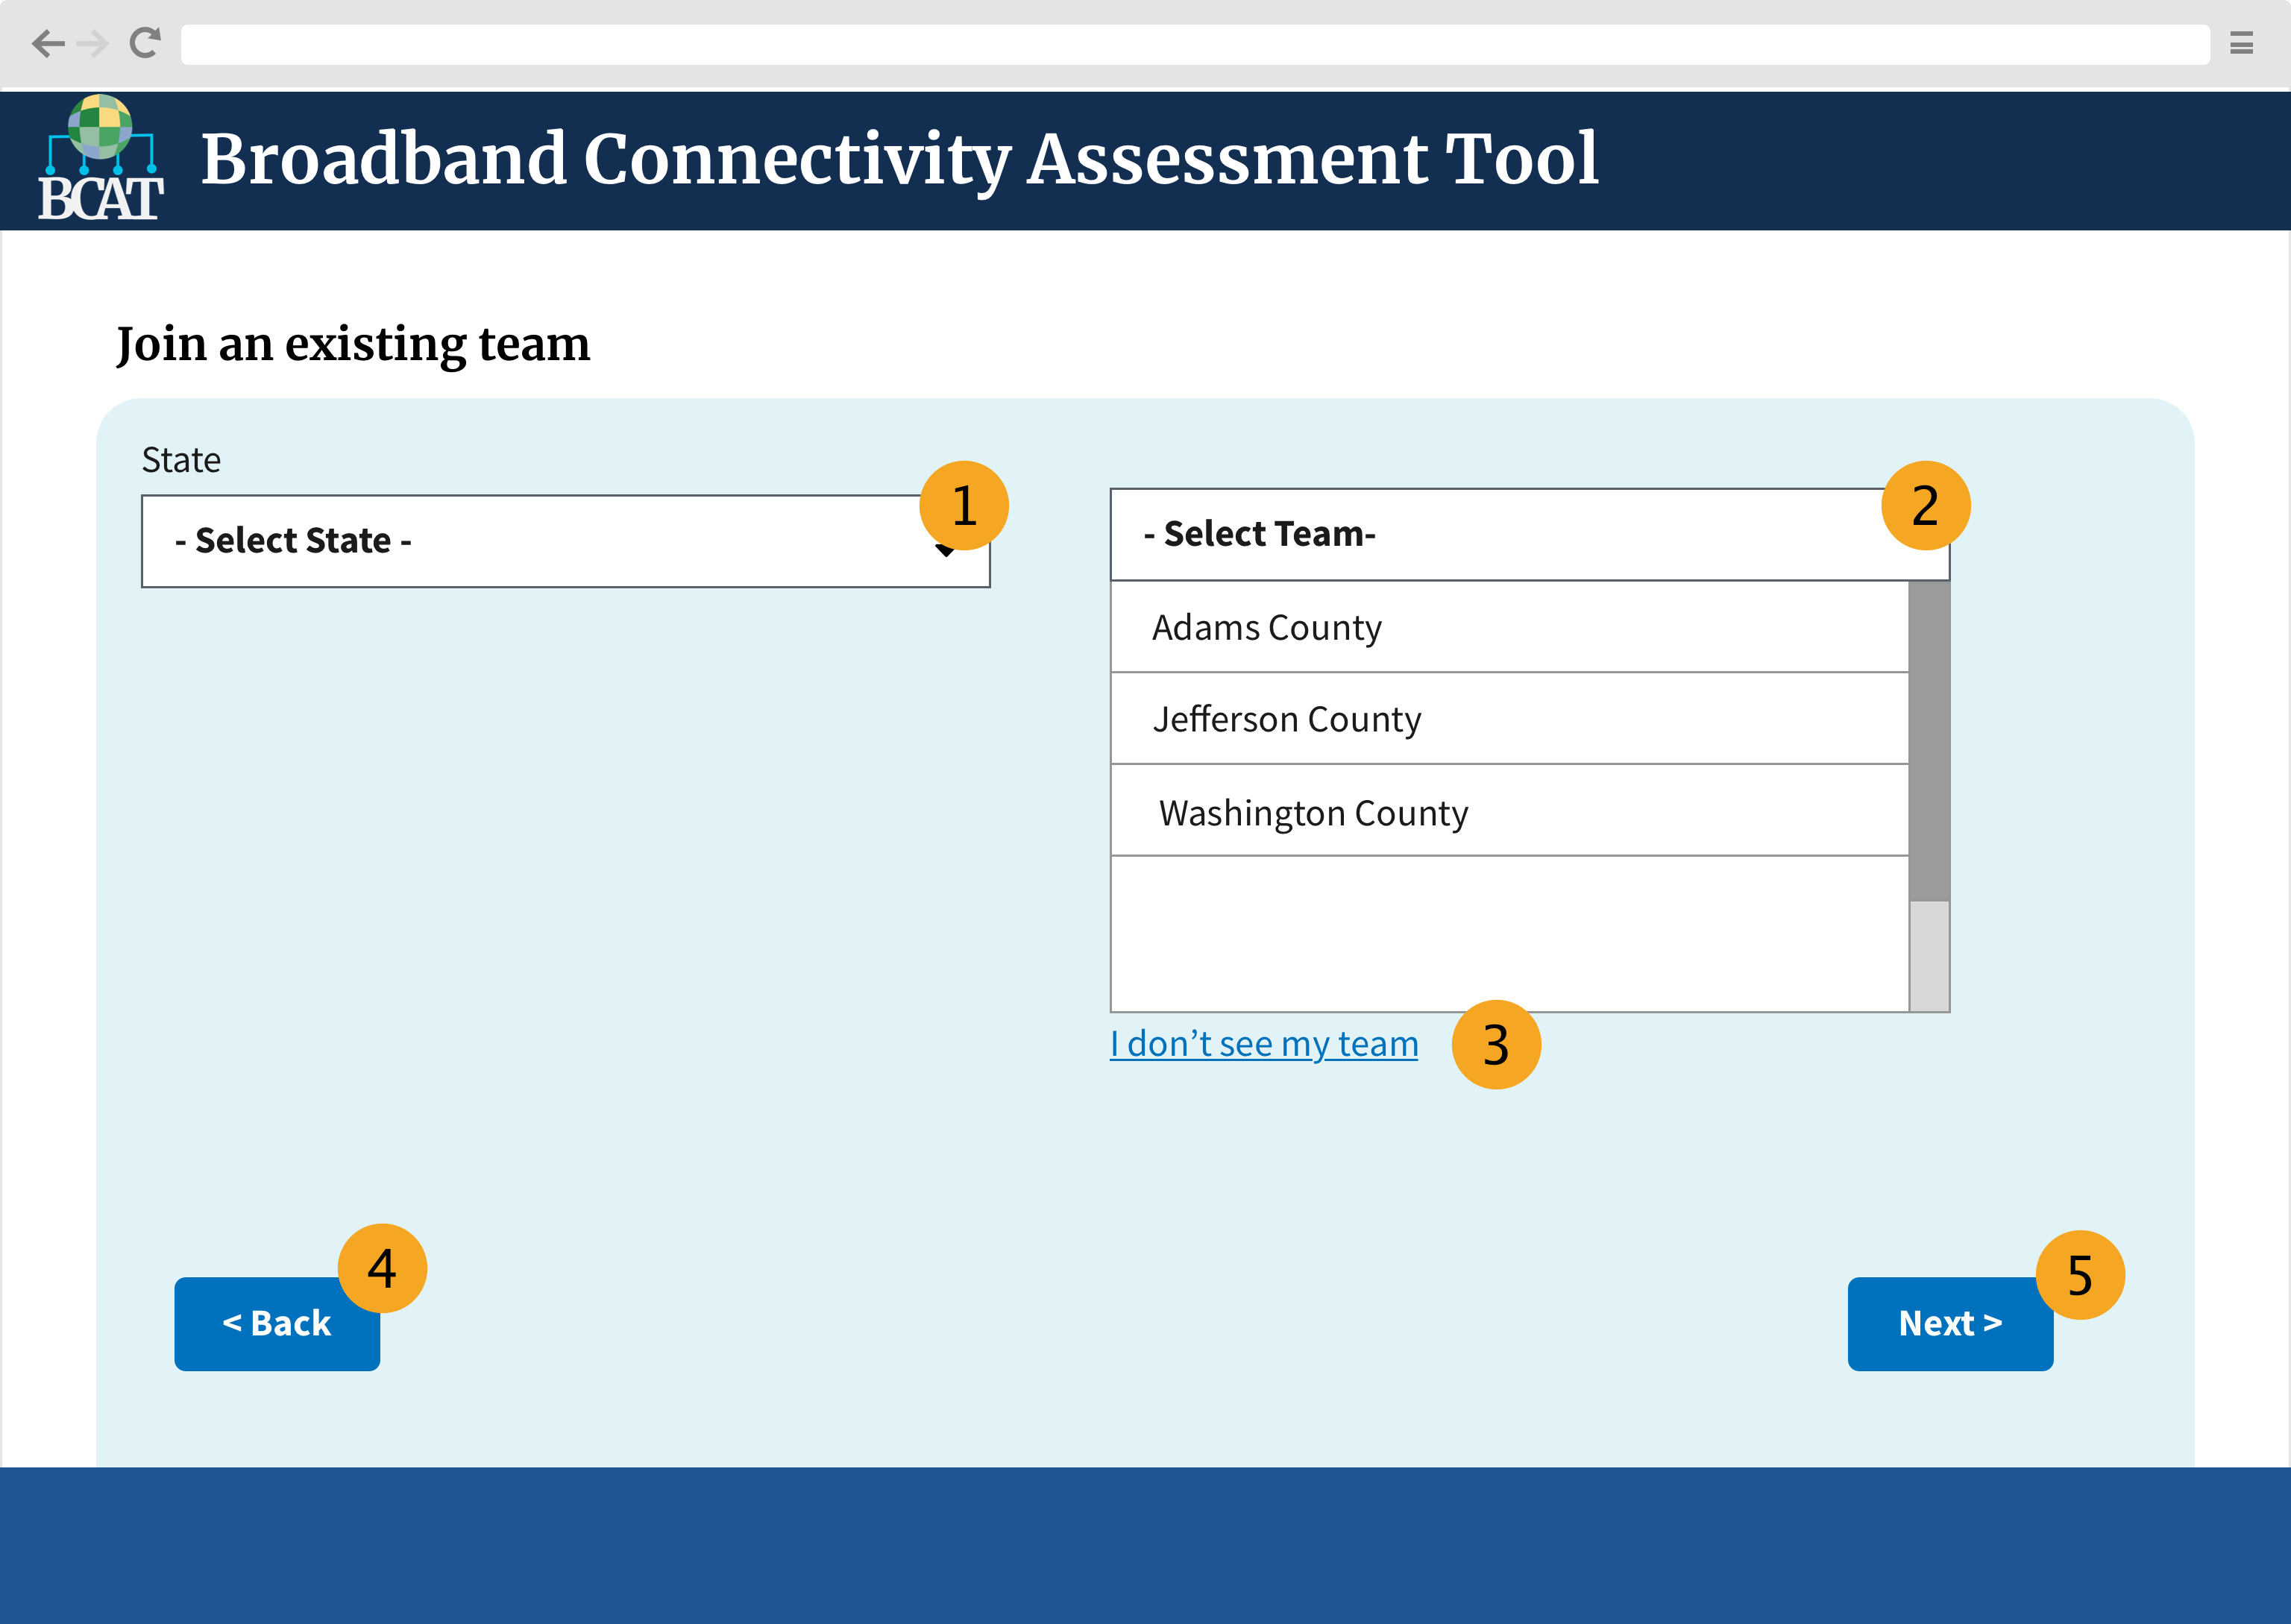 BCAT
Broadband Connectivity Assessment Tool
Join an existing team
State
- Select State -
1
- Select Team-
2
Adams County
Jefferson County
Washington County
I don’t see my team
3
4
< Back
5
Next >